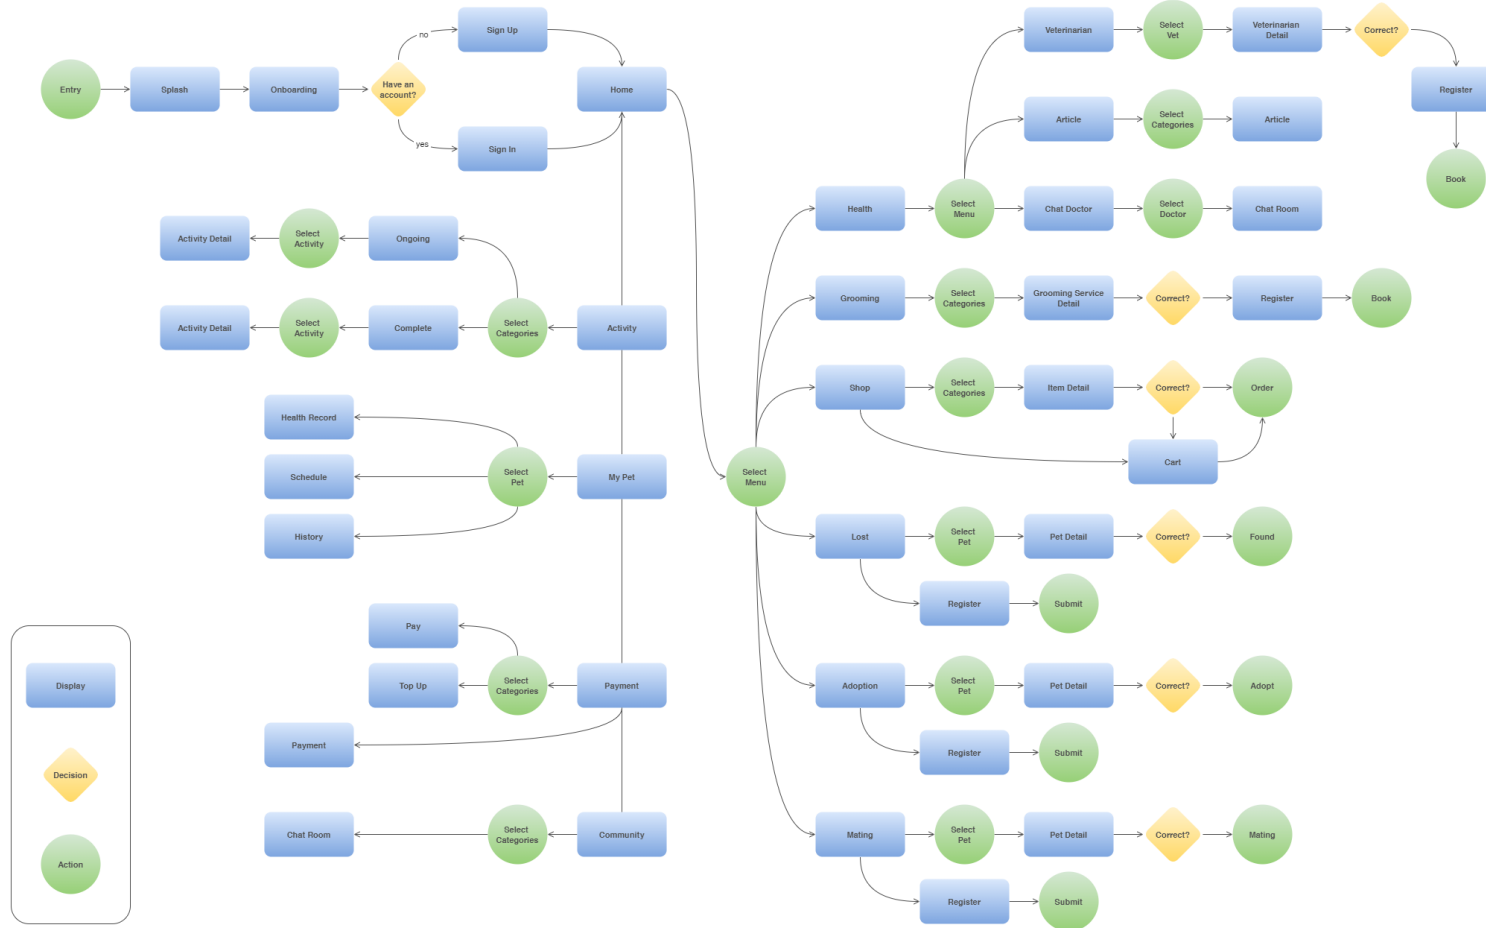 Entry
Splash
Onboarding
Have an
account?
no
yes
Sign Up
Sign In
Home
Activity Detail
Select
Activity
Ongoing
Activity Detail
Select
Activity
Complete
Select
Categories
Activity
Health Record
Schedule
History
Select
Pet
My Pet
Pay
Top Up
Select
Categories
Payment
Payment
Chat Room
Select
Categories
Community
Display
Decision
Action
Select
Menu
Health
Select
Menu
Veterinarian
Select
Vet
Veterinarian
Detail
Correct?
Register
Book
Article
Select
Categories
Article
Chat Doctor
Select
Doctor
Chat Room
Grooming
Select
Categories
Grooming Service
Detail
Correct?
Register
Book
Shop
Select
Categories
Item Detail
Correct?
Order
Cart
Lost
Select
Pet
Pet Detail
Correct?
Found
Register
Submit
Adoption
Select
Pet
Pet Detail
Correct?
Adopt
Register
Submit
Mating
Select
Pet
Pet Detail
Correct?
Mating
Register
Submit